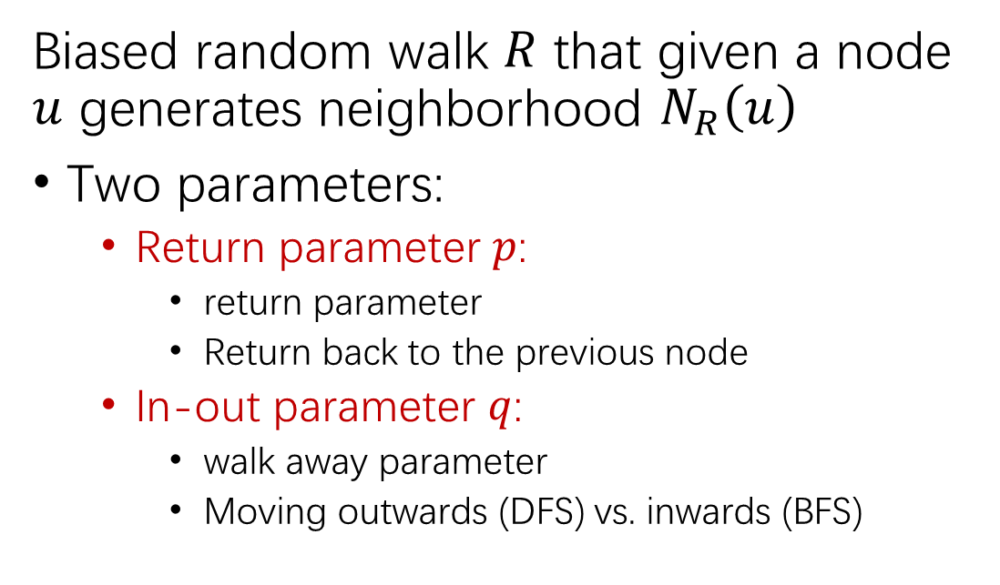 Biased random walk R that given a node
u generates neighborhood N_R(u)
• Two parameters:
• Return parameter p:
• return parameter
• Return back to the previous node
• In-out parameter q:
• walk away parameter
• Moving outwards (DFS) vs. inwards (BFS)